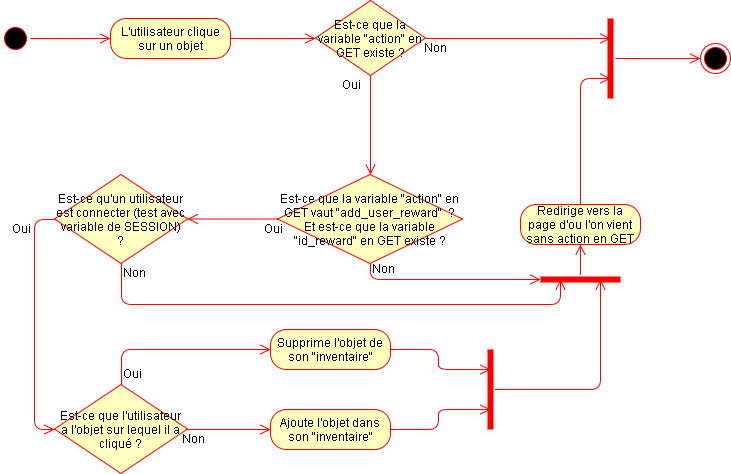 L'utilisateur clique
sur un objet
Est-ce que la
variable "action" en
GET existe ?
Non
Oui
Est-ce qu'un utilisateur
est connecter (test avec
variable de SESSION)
?
Est-ce que la variable "action" en
GET vaut "add_user_reward" ?
Et est-ce que la variable
"id_reward" en GET existe ?
Redirige vers la
page d'ou l'on vient
sans action en GET
Oui
Oui
Non
Non
Supprime l'objet de
son "inventaire"
Oui
Est-ce que l'utilisateur
a l'objet sur lequel il a
cliqué ?
Non
Ajoute l'objet dans
son "inventaire"